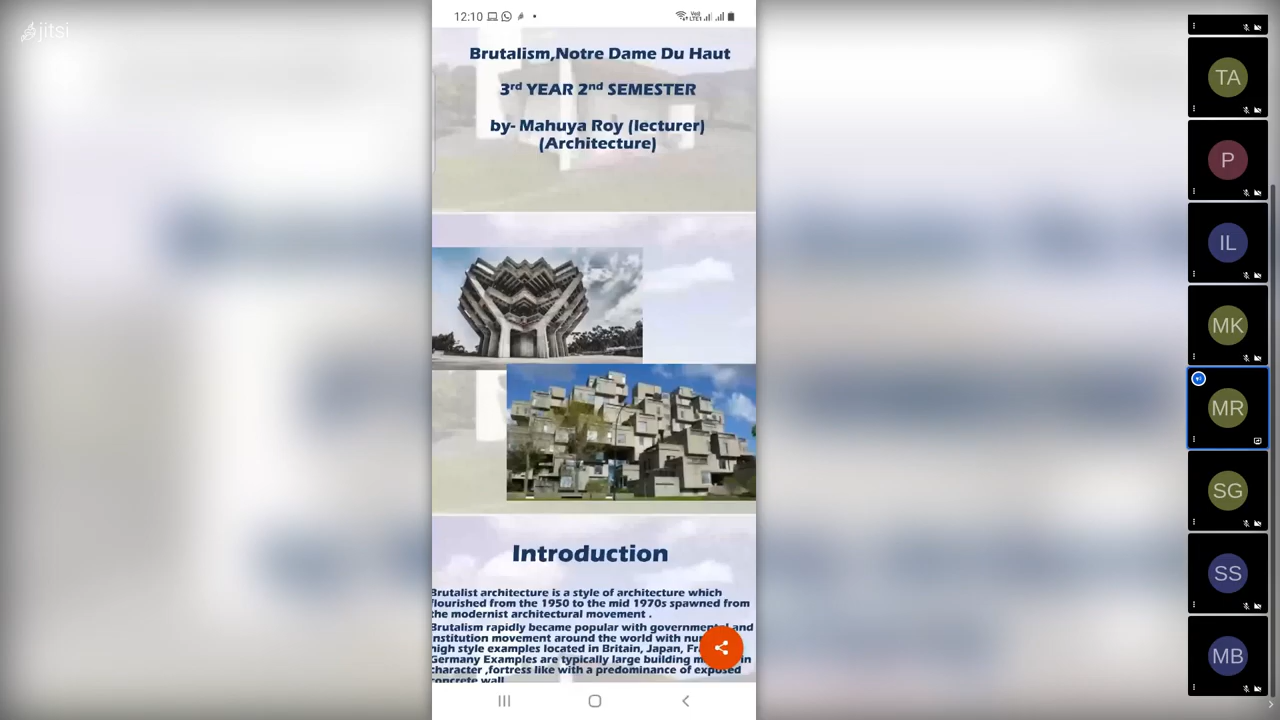 jitsi
12:10
Brutalism,Notre Dame Du Haut
3rd YEAR 2nd SEMESTER
by- Mahuya Roy (lecturer)
(Architecture)
Introduction
Brutalist architecture is a style of architecture which
flourished from the 1950 to the mid 1970s spawned from
the modernist architectural movement .
Brutalism rapidly became popular with governmental and
institution movement around the world with
high style examples located in Britain, Japan,
Germany Examples are typically large building in
character ,fortress like with a predominance of exposed
concrete wall
TA
P
IL
MK
MR
SG
SS
MB